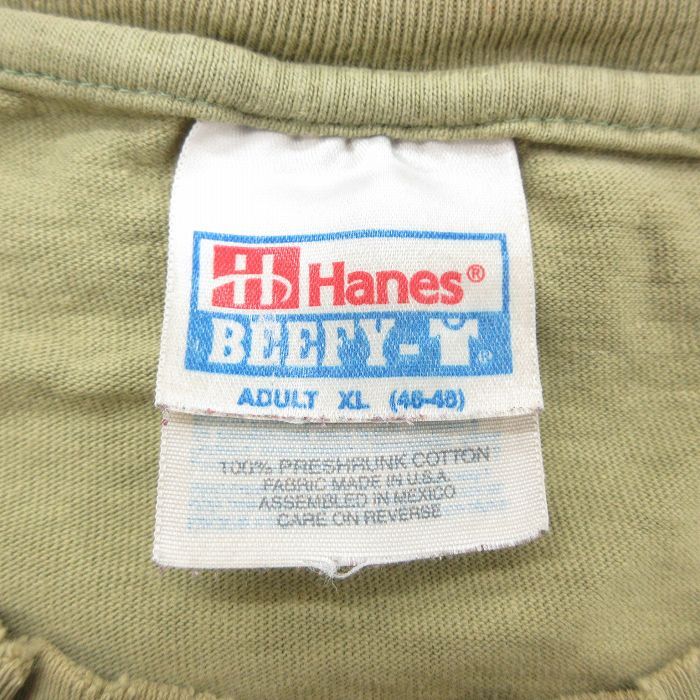 Hanes®
BEEFY-T®
ADULT XL (46-48)
100% PRESHRUNK COTTON
FABRIC MADE IN U.S.A.
ASSEMBLED IN MEXICO
CARE ON REVERSE